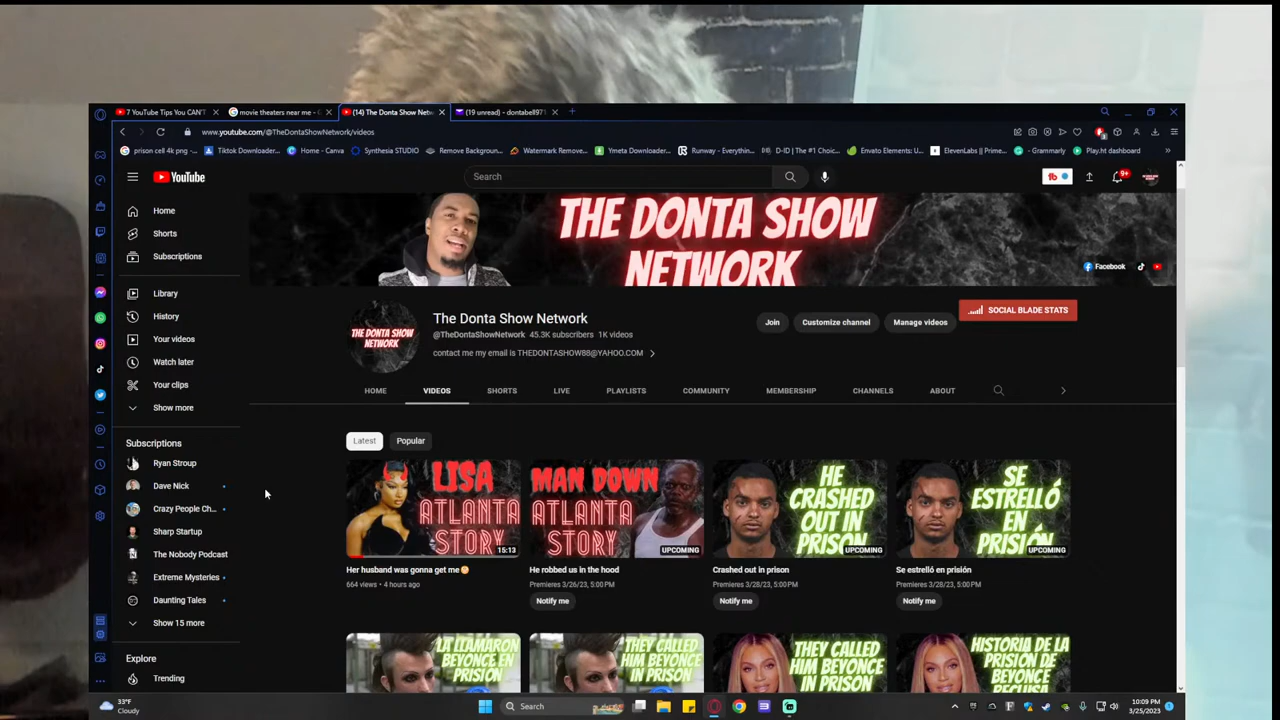 7 YouTube Tips You CAN'T
movie theaters near me - G
(14) The Donta Show Netw
(19 unread) - dontabell97
www.youtube.com/@TheDontaShowNetwork/videos
prison cell 4k png -...
Tiktok Downloader...
Home - Canva
Synthesia STUDIO
Remove Backgroun...
Watermark Remove...
Ymeta Downloader...
Runway - Everythin...
D-ID | The #1 Choic...
Envato Elements: U...
ElevenLabs || Prime...
- Grammarly
Play.ht dashboard
YouTube
Search
9+
Home
Shorts
Subscriptions
Library
History
Your videos
Watch later
Your clips
Show more
Subscriptions
Ryan Stroup
Dave Nick
Crazy People Ch...
Sharp Startup
The Nobody Podcast
Extreme Mysteries
Daunting Tales
Show 15 more
Explore
Trending
THE DONTA SHOW
NETWORK
Facebook
THE DONTA SHOW
NETWORK
The Donta Show Network
@TheDontaShowNetwork 45.3K subscribers 1K videos
contact me my email is THEDONTASHOW88@YAHOO.COM
Join
Customize channel
Manage videos
SOCIAL BLADE STATS
HOME
VIDEOS
SHORTS
LIVE
PLAYLISTS
COMMUNITY
MEMBERSHIP
CHANNELS
ABOUT
Latest
Popular
LISA
ATLANTA
STORY
15:13
Her husband was gonna get me😳
664 views • 4 hours ago
MAN DOWN
ATLANTA
STORY
UPCOMING
He robbed us in the hood
Premieres 3/26/23, 5:00 PM
Notify me
HE
CRASHED
OUT IN
PRISON
UPCOMING
Crashed out in prison
Premieres 3/28/23, 5:00 PM
Notify me
SE
ESTRELLÓ
EN
PRISIÓN
UPCOMING
Se estrelló en prisión
Premieres 3/28/23, 5:00 PM
Notify me
LA LLAMARON
BEYONCE EN
PRISIÓN
THEY CALLED
HIM BEYONCE
IN PRISON
THEY CALLED
HIM BEYONCE
IN PRISON
HISTORIA DE LA
PRISIÓN DE
BEYONCE
33°F
Cloudy
Search
10:09 PM
3/25/2023